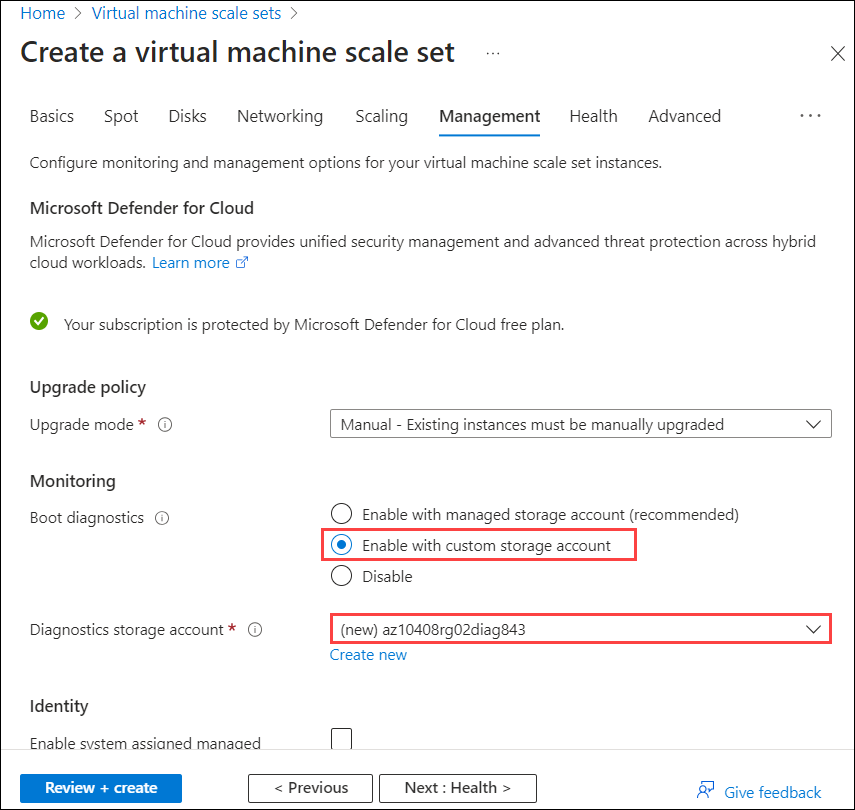 Home > Virtual machine scale sets >
Create a virtual machine scale set ...
Basics Spot Disks Networking Scaling Management Health Advanced ...
Configure monitoring and management options for your virtual machine scale set instances.
Microsoft Defender for Cloud
Microsoft Defender for Cloud provides unified security management and advanced threat protection across hybrid
cloud workloads. Learn more
Your subscription is protected by Microsoft Defender for Cloud free plan.
Upgrade policy
Upgrade mode * Manual - Existing instances must be manually upgraded
Monitoring
Boot diagnostics Enable with managed storage account (recommended)
Enable with custom storage account
Disable
Diagnostics storage account * (new) az10408rg02diag843
Create new
Identity
Enable system assigned managed
Review + create < Previous Next : Health > Give feedback